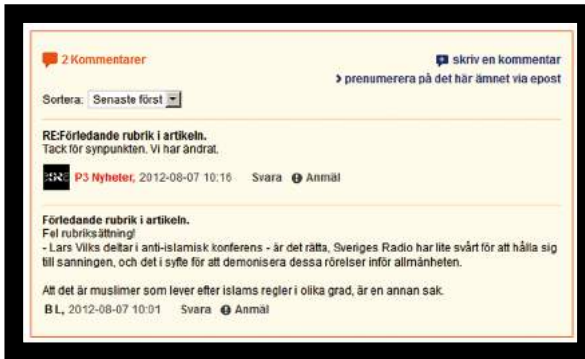 2 Kommentarer
skriv en kommentar
prenumerera på det här ämnet via epost
Sortera: Senaste först
RE:Förledande rubrik i artikeln.
Tack för synpunkten. Vi har ändrat.
P3 Nyheter, 2012-08-07 10:16 Svara Anmäl
Förledande rubrik i artikeln.
Fel rubriksättning!
- Lars Vilks deltar i anti-islamisk konferens - är det rätta, Sveriges Radio har lite svårt för att hålla sig
till sanningen, och det i syfte för att demonisera dessa rörelser inför allmänheten.
Att det är muslimer som lever efter islams regler i olika grad, är en annan sak.
B L, 2012-08-07 10:01 Svara Anmäl